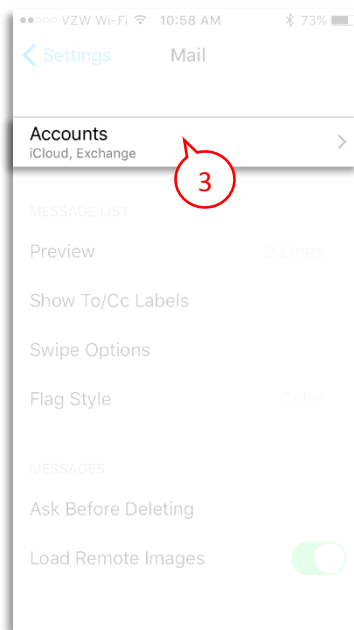 VZW Wi-Fi 10:58 AM 73%
Settings Mail
Accounts
iCloud, Exchange
3
MESSAGE LIST
Preview 2 Lines
Show To/Cc Labels
Swipe Options
Flag Style Color
MESSAGES
Ask Before Deleting
Load Remote Images